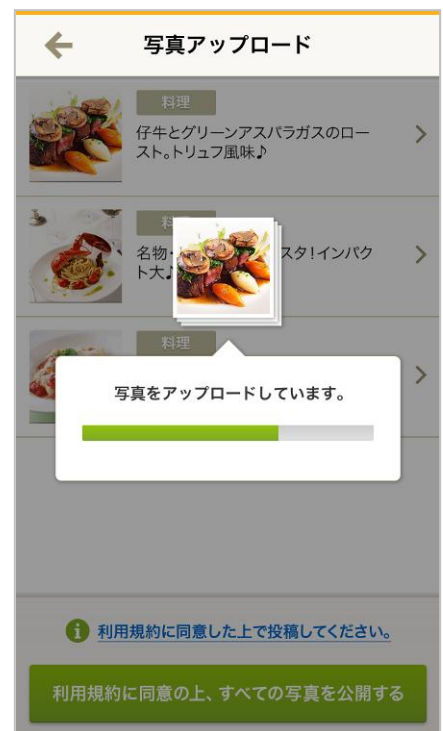 写真アップロード
料理
仔牛とグリーンアスパラガスのロー
スト。トリュフ風味♪
名物・
スタ!インパク
ト大♪
料理
写真をアップロードしています。
利用規約に同意した上で投稿してください。
利用規約に同意の上、すべての写真を公開する